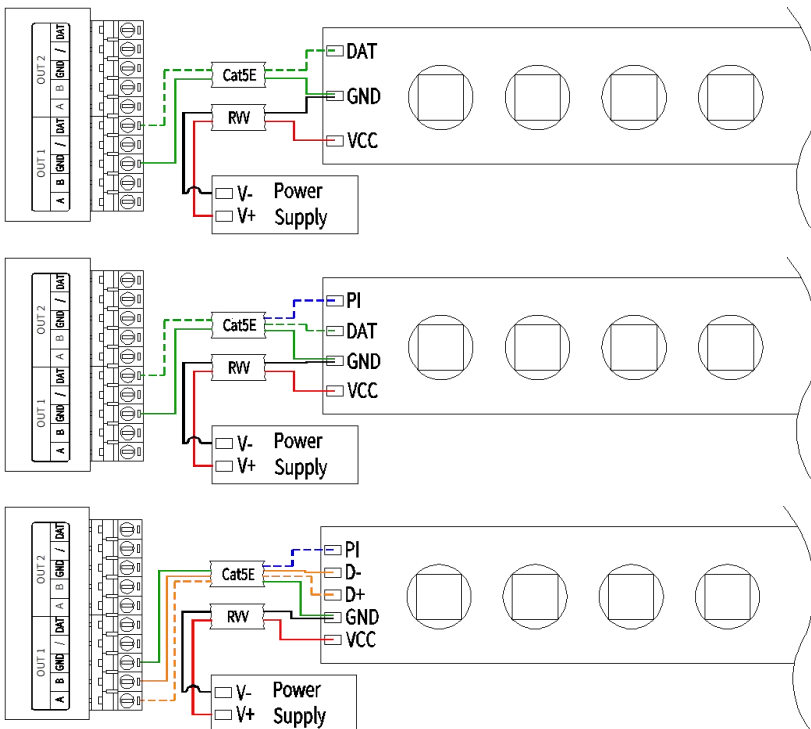 OUT 2
DAT
/
GND
B
A
OUT 1
DAT
/
GND
B
A
Cat5E
RVV
DAT
GND
VCC
V- Power
V+ Supply
OUT 2
DAT
/
GND
B
A
OUT 1
DAT
/
GND
B
A
Cat5E
RVV
PI
DAT
GND
VCC
V- Power
V+ Supply
OUT 2
DAT
/
GND
B
A
OUT 1
DAT
/
GND
B
A
Cat5E
RVV
PI
D-
D+
GND
VCC
V- Power
V+ Supply